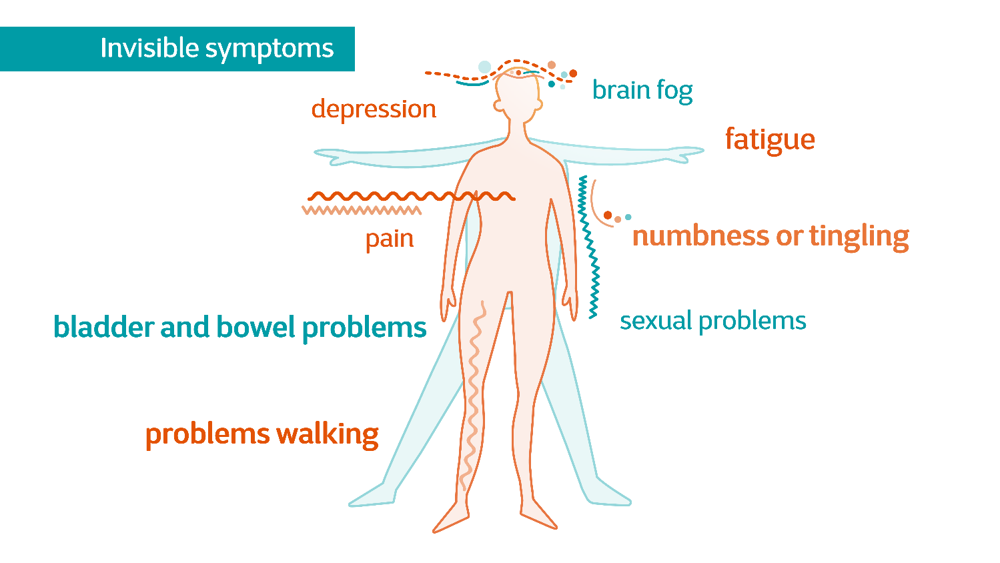 Invisible symptoms
brain fog
depression
fatigue
numbness or tingling
pain
bladder and bowel problems
sexual problems
problems walking